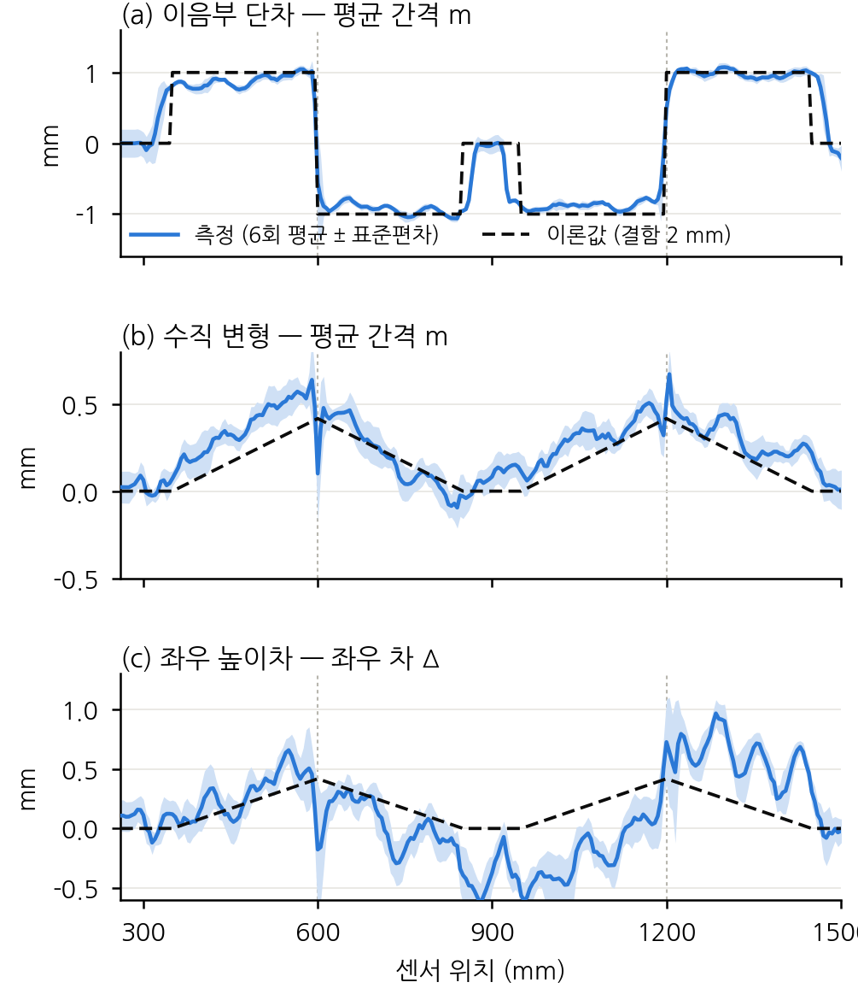 (a) 이음부 단차 — 평균 간격 m
1
0
-1
mm
측정 (6회 평균 ± 표준편차)
이론값 (결함 2 mm)
(b) 수직 변형 — 평균 간격 m
0.5
0.0
-0.5
mm
(c) 좌우 높이차 — 좌우 차 Δ
1.0
0.5
0.0
-0.5
mm
300 600 900 1200 1500
센서 위치 (mm)